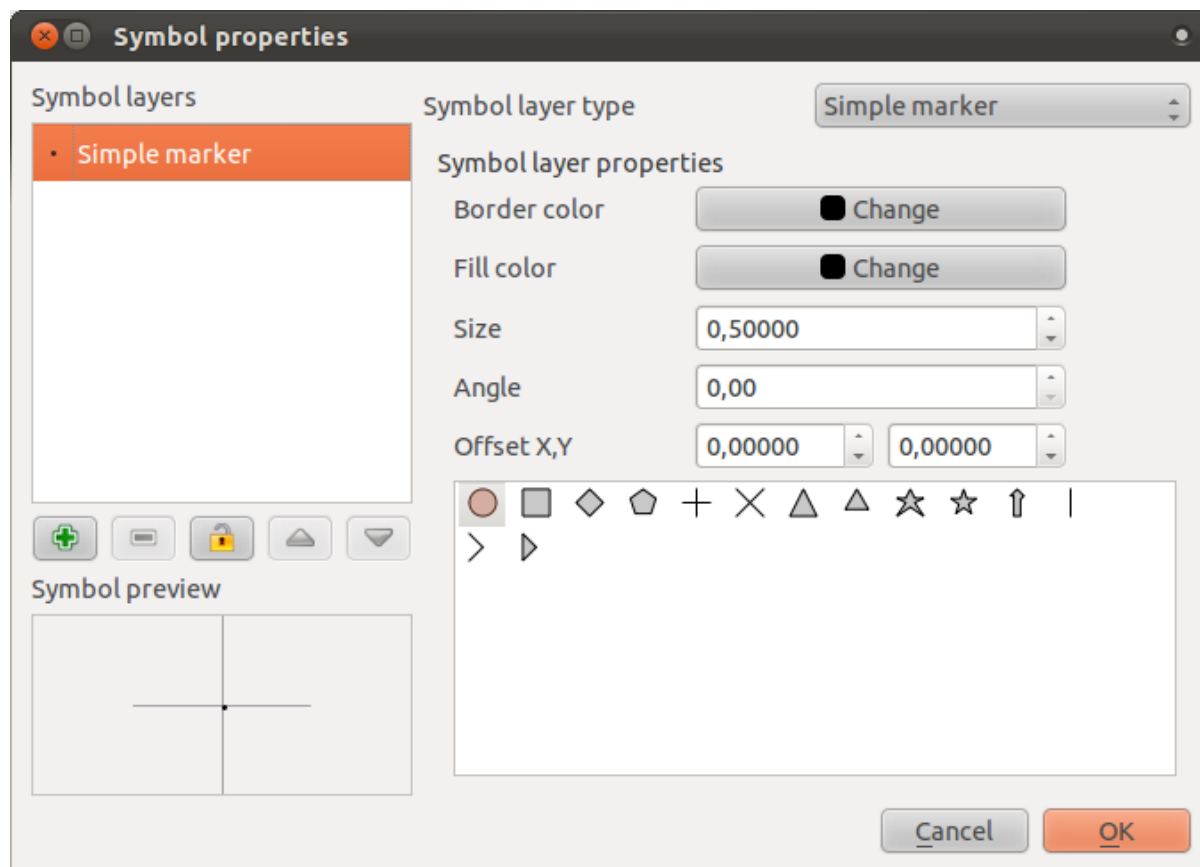 Symbol properties
Symbol layers
Simple marker
Symbol preview
Symbol layer type
Simple marker
Symbol layer properties
Border color
Change
Fill color
Change
Size
0,50000
Angle
0,00
Offset X,Y
0,00000
0,00000
Cancel
OK